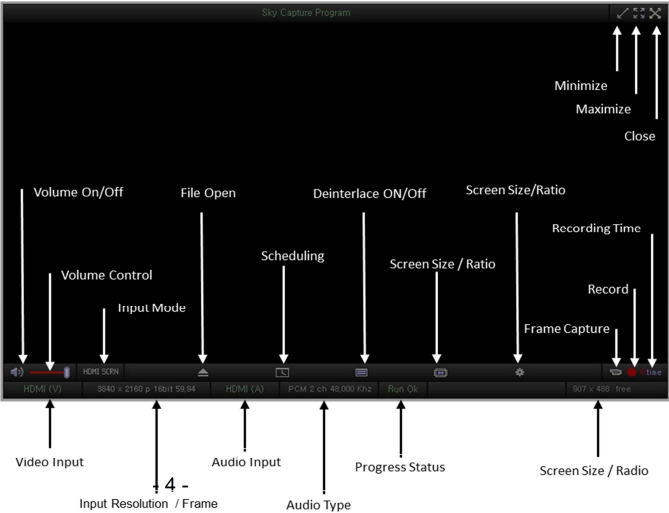 Sky Capture Program
Minimize
Maximize
Close
Volume On/Off
File Open
Deinterlace ON/Off
Screen Size/Ratio
Recording Time
Scheduling
Screen Size / Ratio
Volume Control
Record
Input Mode
Frame Capture
HDMI SCRN
time
HDMI (V)
3840 x 2160 p 16bit 59,94
HDMI (A)
PCM 2 ch 48,000 Khz
Run Ok
907 x 486 free
Video Input
Audio Input
Progress Status
Screen Size / Radio
- 4 -
Input Resolution / Frame
Audio Type